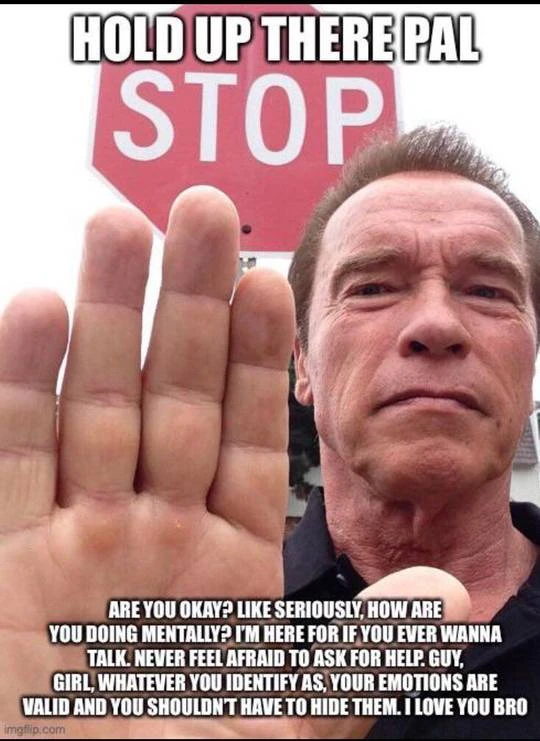 HOLD UP THERE PAL
STOP
ARE YOU OKAY? LIKE SERIOUSLY, HOW ARE
YOU DOING MENTALLY? I'M HERE FOR IF YOU EVER WANNA
TALK. NEVER FEEL AFRAID TO ASK FOR HELP. GUY,
GIRL, WHATEVER YOU IDENTIFY AS, YOUR EMOTIONS ARE
VALID AND YOU SHOULDN'T HAVE TO HIDE THEM. I LOVE YOU BRO
imgflip.com